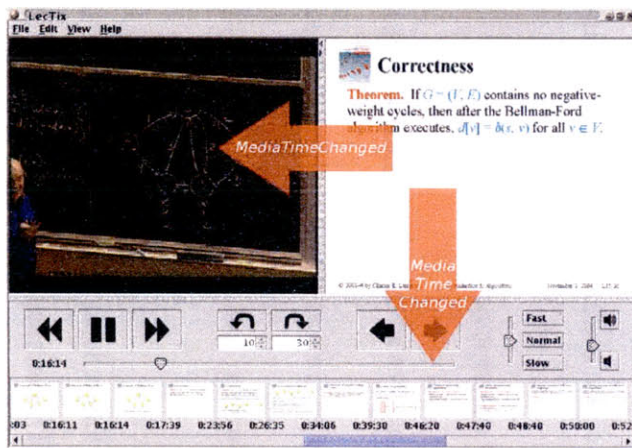 LecTix
File Edit View Help
Correctness
Theorem. If G = (V, E) contains no negative-
weight cycles, then after the Bellman-Ford
algorithm executes, d[v] = δ(s, v) for all v ∈ V.
MediaTimeChanged
Media
Time
Changed
10 30
Fast
Normal
Slow
0:16:14
:03 0:16:11 0:16:14 0:17:39 0:23:56 0:26:35 0:34:06 0:39:30 0:46:20 0:47:40 0:48:40 0:50:00 0:52